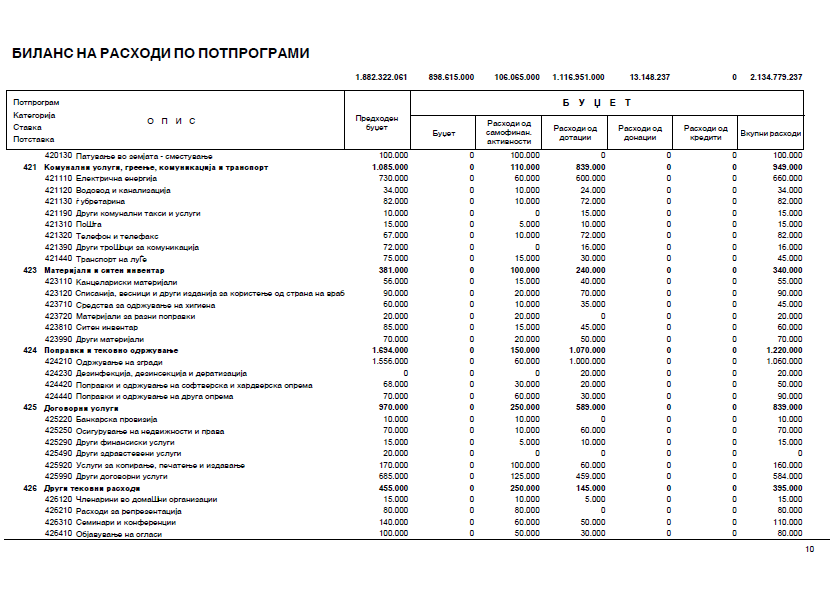 БИЛАНС НА РАСХОДИ ПО ПОТПРОГРАМИ
1.882.322.061 898.615.000 106.065.000 1.116.951.000 13.148.237 0 2.134.779.237
Потпрограм
Категорија
Ставка
Потставка
О П И С
Предходен буџет
Б У Џ Е Т
Буџет
Расходи од самофинан. активности
Расходи од дотации
Расходи од донации
Расходи од кредити
Вкупни расходи
420130 Патување во земјата - сместување 100.000 0 100.000 0 0 0 100.000
421 Комунални услуги, греење, комуникација и транспорт 1.085.000 0 110.000 839.000 0 0 949.000
421110 Електрична енергија 730.000 0 60.000 600.000 0 0 660.000
421120 Водовод и канализација 34.000 0 10.000 24.000 0 0 34.000
421130 ѓубретарина 82.000 0 10.000 72.000 0 0 82.000
421190 Други комунални такси и услуги 10.000 0 0 15.000 0 0 15.000
421310 ПоШта 15.000 0 5.000 10.000 0 0 15.000
421320 Телефон и телефакс 67.000 0 10.000 72.000 0 0 82.000
421390 Други троШоци за комуникација 72.000 0 0 16.000 0 0 16.000
421440 Транспорт на луѓе 75.000 0 15.000 30.000 0 0 45.000
423 Материјали и ситен инвентар 381.000 0 100.000 240.000 0 0 340.000
423110 Канцелариски материјали 56.000 0 15.000 40.000 0 0 55.000
423120 Списанија, весници и други изданија за користење од страна на враб 90.000 0 20.000 70.000 0 0 90.000
423710 Средства за одржување на хигиена 60.000 0 10.000 35.000 0 0 45.000
423720 Материјали за разни поправки 20.000 0 20.000 0 0 0 20.000
423810 Ситен инвентар 85.000 0 15.000 45.000 0 0 60.000
423990 Други материјали 70.000 0 20.000 50.000 0 0 70.000
424 Поправки и тековно одржување 1.694.000 0 150.000 1.070.000 0 0 1.220.000
424210 Одржување на згради 1.556.000 0 60.000 1.000.000 0 0 1.060.000
424230 Дезинфекција, дезинсекција и дератизација 0 0 0 20.000 0 0 20.000
424420 Поправки и одржување на софтверска и хардверска опрема 68.000 0 30.000 20.000 0 0 50.000
424440 Поправки и одржување на друга опрема 70.000 0 60.000 30.000 0 0 90.000
425 Договорни услуги 970.000 0 250.000 589.000 0 0 839.000
425220 Банкарска провизија 10.000 0 10.000 0 0 0 10.000
425250 Осигурување на недвижности и права 70.000 0 10.000 60.000 0 0 70.000
425290 Други финансиски услуги 15.000 0 5.000 10.000 0 0 15.000
425490 Други здравствени услуги 20.000 0 0 0 0 0 0
425920 Услуги за копирање, печатење и издавање 170.000 0 100.000 60.000 0 0 160.000
425990 Други договорни услуги 685.000 0 125.000 459.000 0 0 584.000
426 Други тековни расходи 455.000 0 250.000 145.000 0 0 395.000
426120 Членарини во домаШни организации 15.000 0 10.000 5.000 0 0 15.000
426210 Расходи за репрезентација 80.000 0 80.000 0 0 0 80.000
426310 Семинари и конференции 140.000 0 60.000 50.000 0 0 110.000
426410 Објавување на огласи 100.000 0 50.000 30.000 0 0 80.000
10